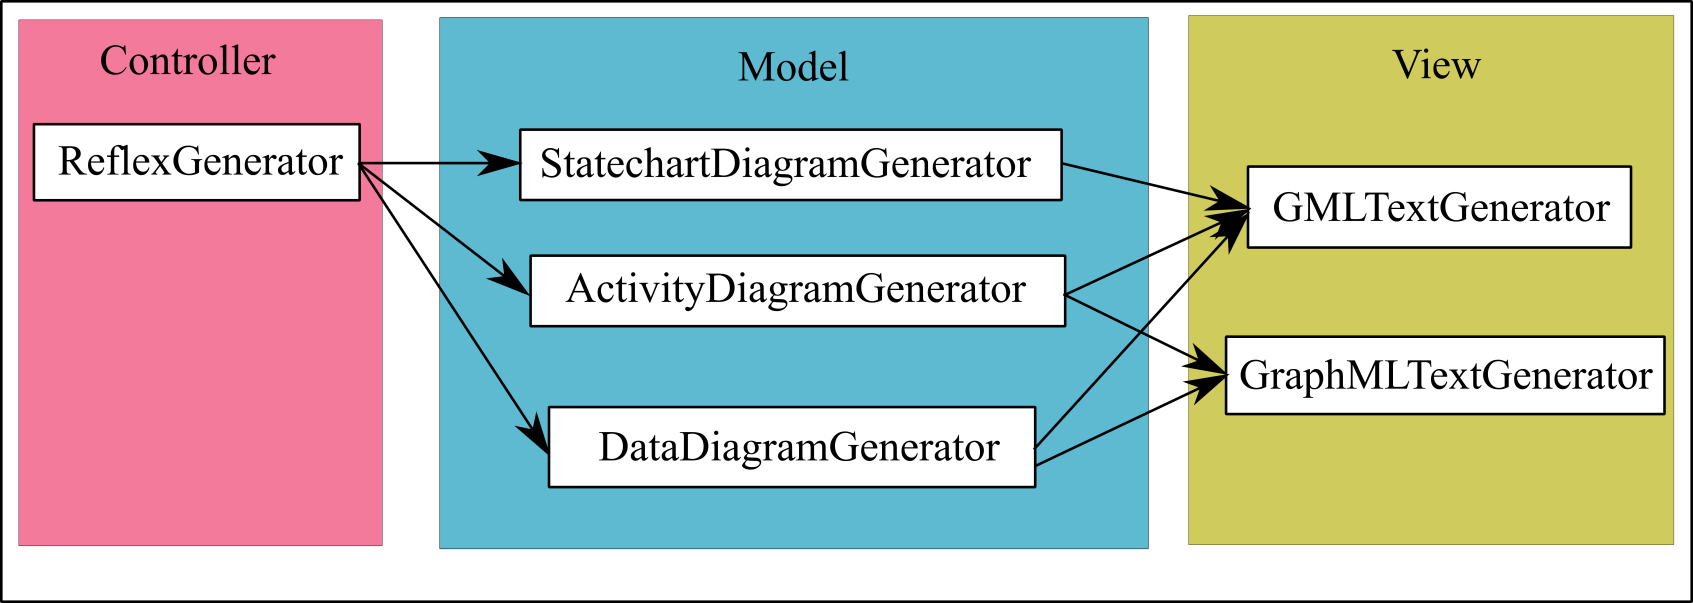 Controller
ReflexGenerator
Model
StatechartDiagramGenerator
ActivityDiagramGenerator
DataDiagramGenerator
View
GMLTextGenerator
GraphMLTextGenerator